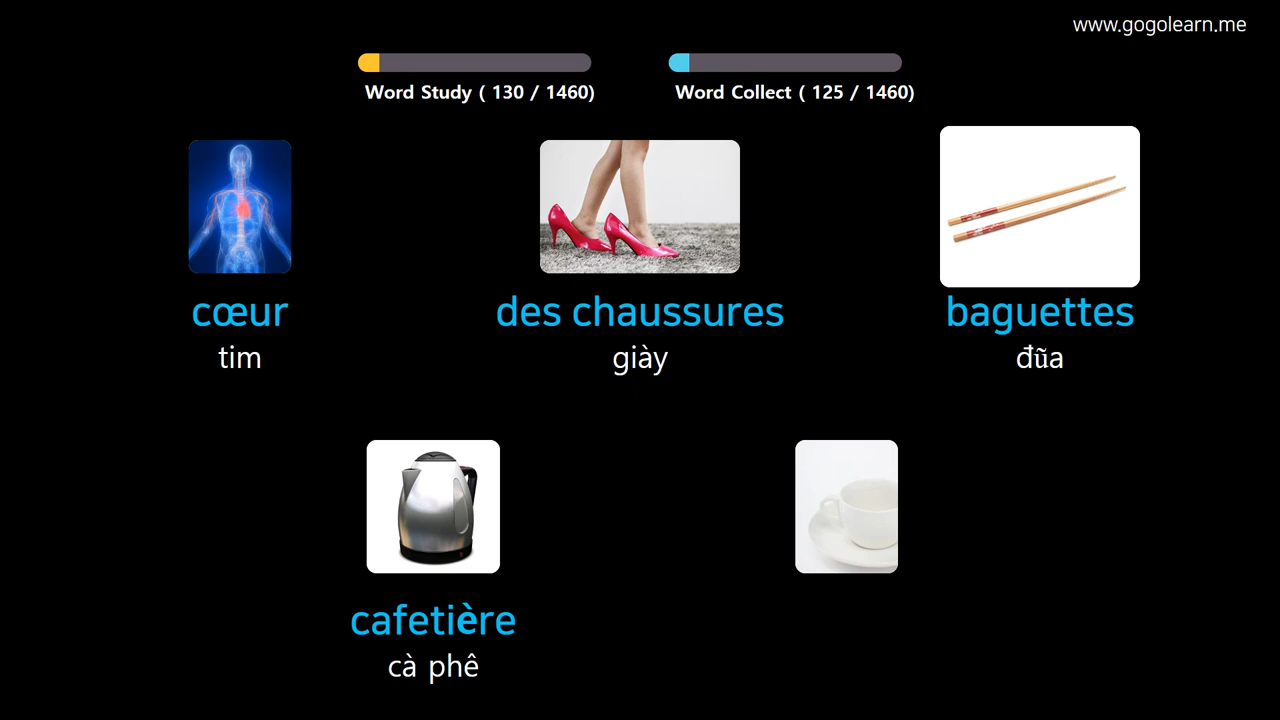 www.gogolearn.me
Word Study ( 130 / 1460)
Word Collect ( 125 / 1460)
cœur
tim
des chaussures
giày
baguettes
đũa
cafetière
cà phê